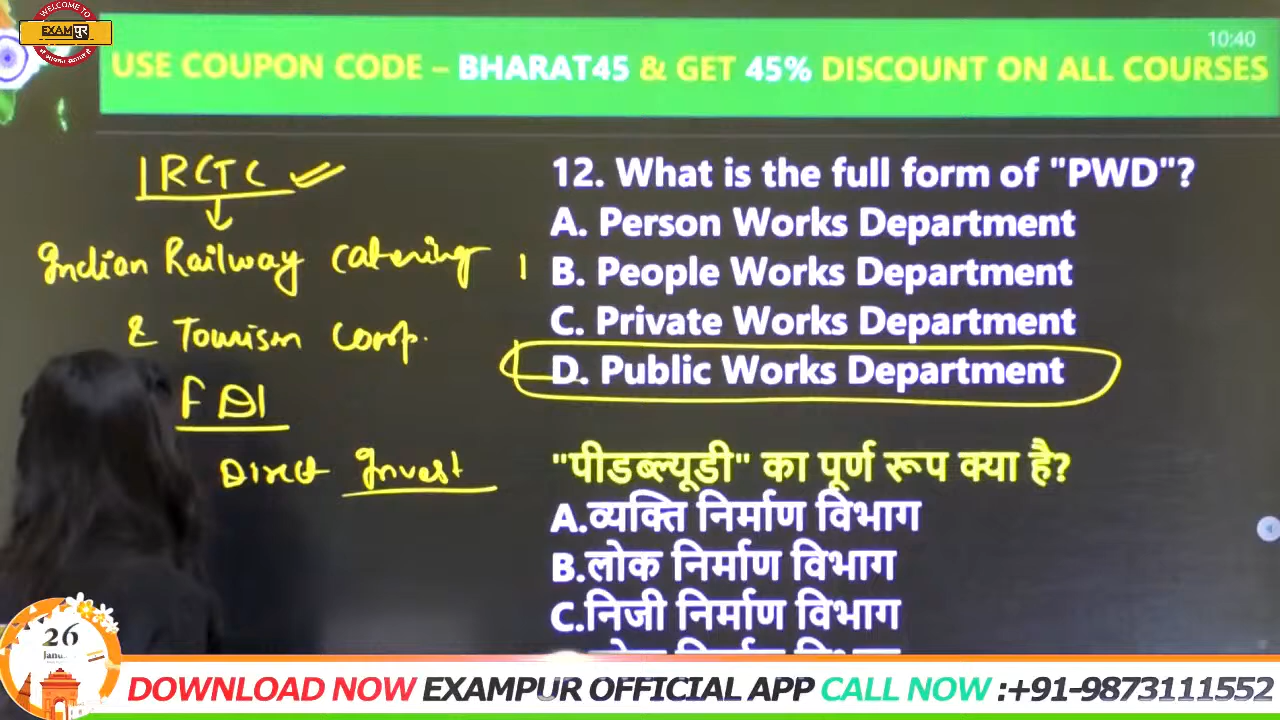 WELCOME TO
EXAMपुर
10:40
USE COUPON CODE – BHARAT45 & GET 45% DISCOUNT ON ALL COURSES
IRCTC
Indian Railway catering
& Tourism corp.
FDI
Direct Invest
12. What is the full form of "PWD"?
A. Person Works Department
B. People Works Department
C. Private Works Department
D. Public Works Department
"पीडब्ल्यूडी" का पूर्ण रूप क्या है?
A.व्यक्ति निर्माण विभाग
B.लोक निर्माण विभाग
C.निजी निर्माण विभाग
26
DOWNLOAD NOW EXAMPUR OFFICIAL APP CALL NOW :+91-9873111552